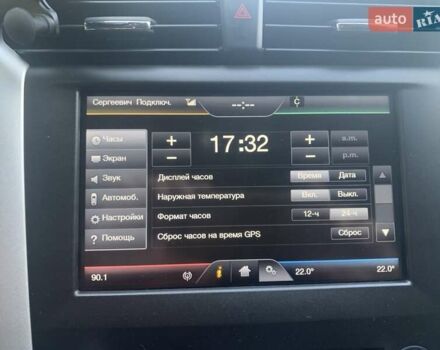 auto RIA
Сергеевич Подключ. --:-- Ç
Часы + 17:32 + a.m.
Экран − − p.m.
Звук Дисплей часов Время Дата
Автомоб. Наружная температура Вкл. Выкл.
Настройки Формат часов 12-ч 24-ч
? Помощь Сброс часов на время GPS Сброс
90.1 i 22.0° 22.0°